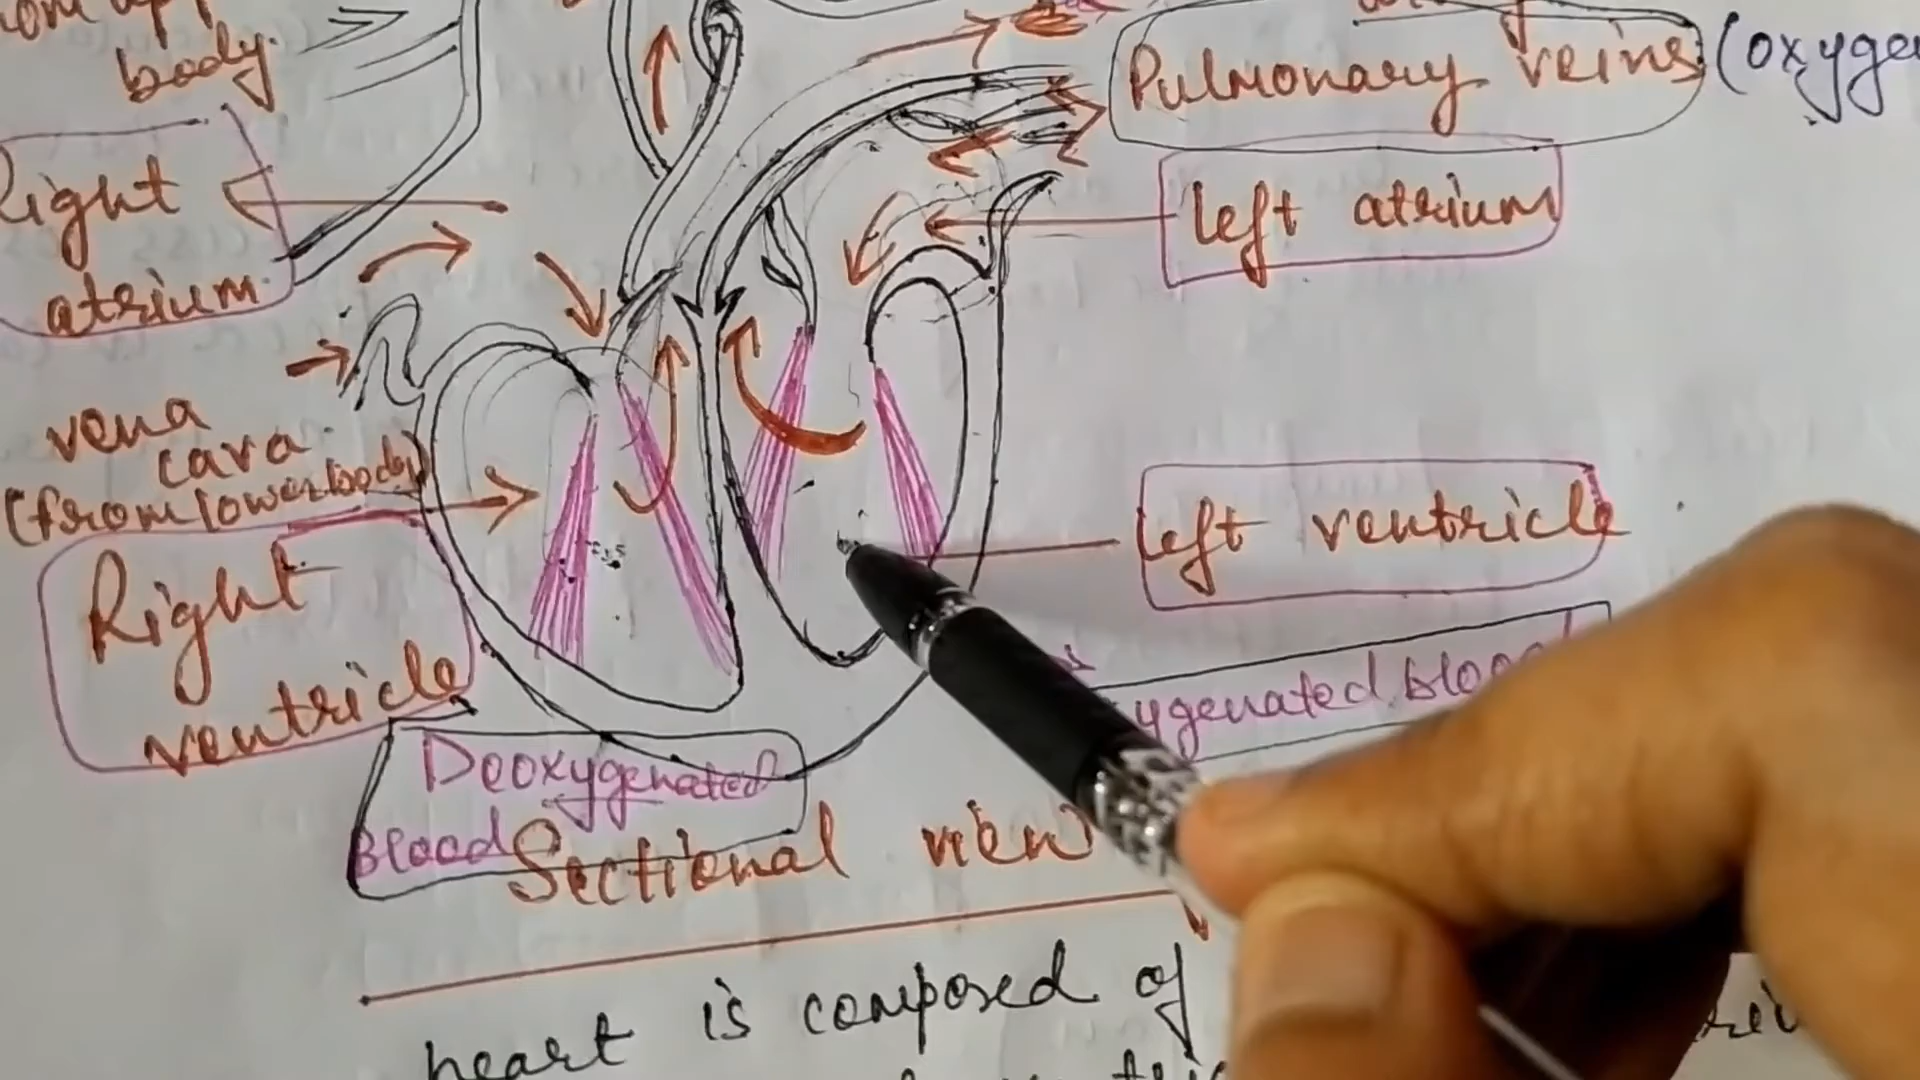 body.
Pulmonary veins (oxyge
Right
atrium.
left atrium
vena
cava
(from lower body)
left ventricle
Right
ventricle
ygenated blood
Deoxygenated
Blood
Sectional view
heart is composed of